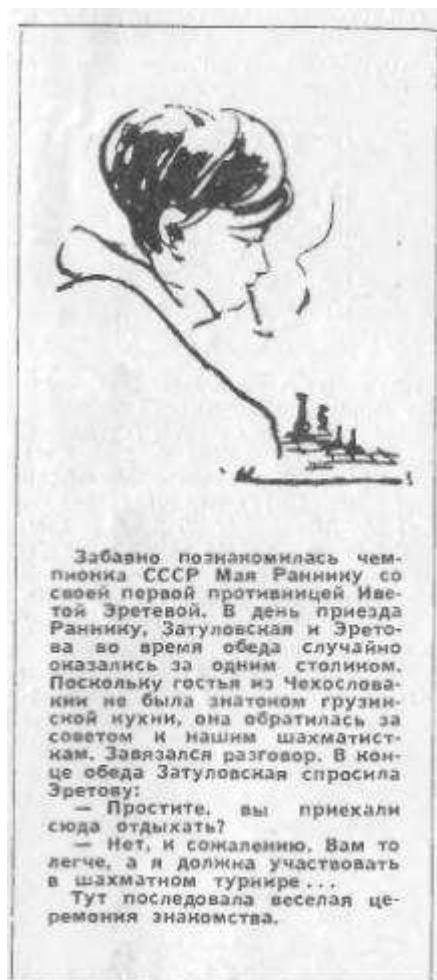 Забавно познакомилась чем-
пионка СССР Мая Раннику со
своей первой противницей Иве-
той Эретевой. В день приезда
Раннику, Затуловская и Эрето-
ва во время обеда случайно
оказались за одним столиком.
Поскольку гостья из Чехослова-
кии не была знатоком грузин-
ской кухни, она обратилась за
советом к нашим шахматист-
кам. Завязался разговор. В кон-
це обеда Затуловская спросила
Эретову:
— Простите, вы приехали
сюда отдыхать?
— Нет, к сожалению. Вам то
легче, а я должна участвовать
в шахматном турнире...
Тут последовала веселая це-
ремония знакомства.